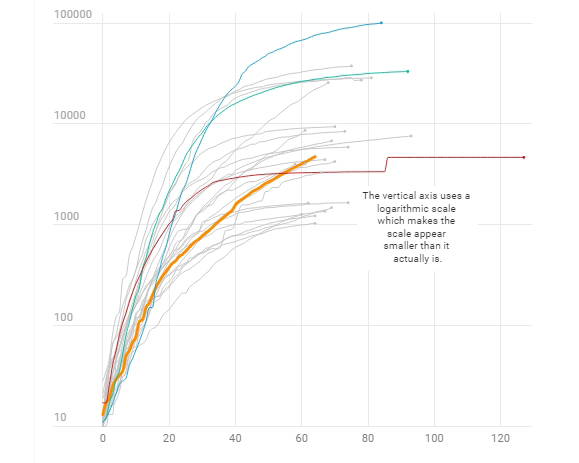 100000
10000
The vertical axis uses a
logarithmic scale
which makes the
scale appear
smaller than it
actually is.
1000
100
10
0 20 40 60 80 100 120